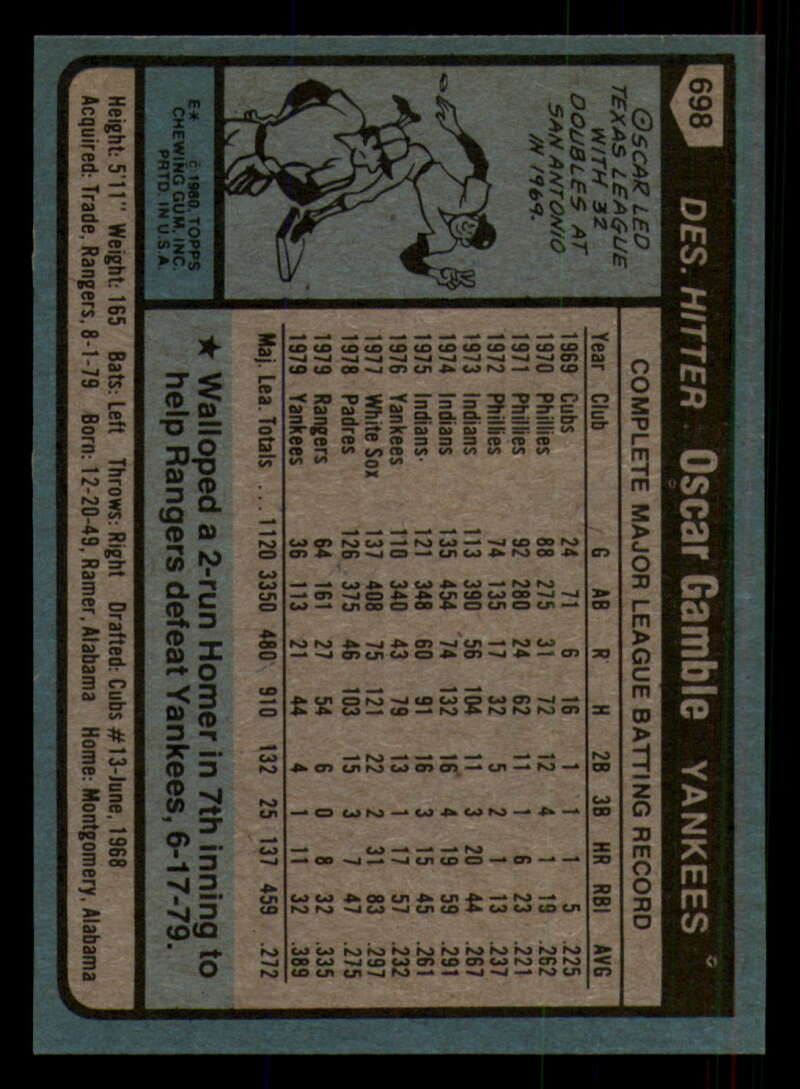 698
DES. HITTER Oscar Gamble YANKEES
OSCAR LED
TEXAS LEAGUE
WITH 32
DOUBLES AT
SAN ANTONIO
IN 1969.
E* © 1980, TOPPS
CHEWING GUM, INC.
PRTD. IN U.S.A.
COMPLETE MAJOR LEAGUE BATTING RECORD
Year Club G AB R H 2B 3B HR RBI AVG
1969 Cubs 24 71 6 16 1 1 1 5 .225
1970 Phillies 88 275 31 72 12 4 1 19 .262
1971 Phillies 92 280 24 62 11 1 6 23 .221
1972 Phillies 74 135 17 32 5 2 1 13 .237
1973 Indians 113 390 56 104 11 3 20 44 .267
1974 Indians 135 454 74 132 16 4 19 59 .291
1975 Indians 121 348 60 91 16 3 15 45 .261
1976 Yankees 110 340 43 79 13 1 17 57 .232
1977 White Sox 137 408 75 121 22 2 31 83 .297
1978 Padres 126 375 46 103 15 3 7 47 .275
1979 Rangers 64 161 27 54 6 0 8 32 .335
1979 Yankees 36 113 21 44 4 1 11 32 .389
Maj. Lea. Totals ... 1120 3350 480 910 132 25 137 459 .272
★ Walloped a 2-run Homer in 7th inning to
help Rangers defeat Yankees, 6-17-79.
Height: 5'11" Weight: 165 Bats: Left Throws: Right Drafted: Cubs #13-June, 1968
Acquired: Trade, Rangers, 8-1-79 Born: 12-20-49, Ramer, Alabama Home: Montgomery, Alabama